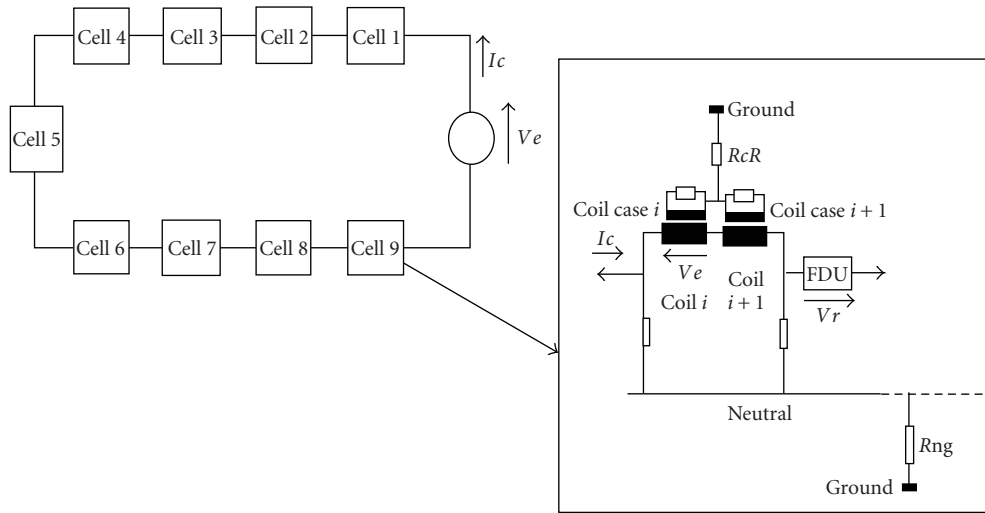 Cell 4
Cell 3
Cell 2
Cell 1
Ic
Ve
Cell 5
Cell 6
Cell 7
Cell 8
Cell 9
Ground
RcR
Coil case i
Coil case i + 1
Ic
Ve
Coil i
Coil
i + 1
FDU
Vr
Neutral
Rng
Ground